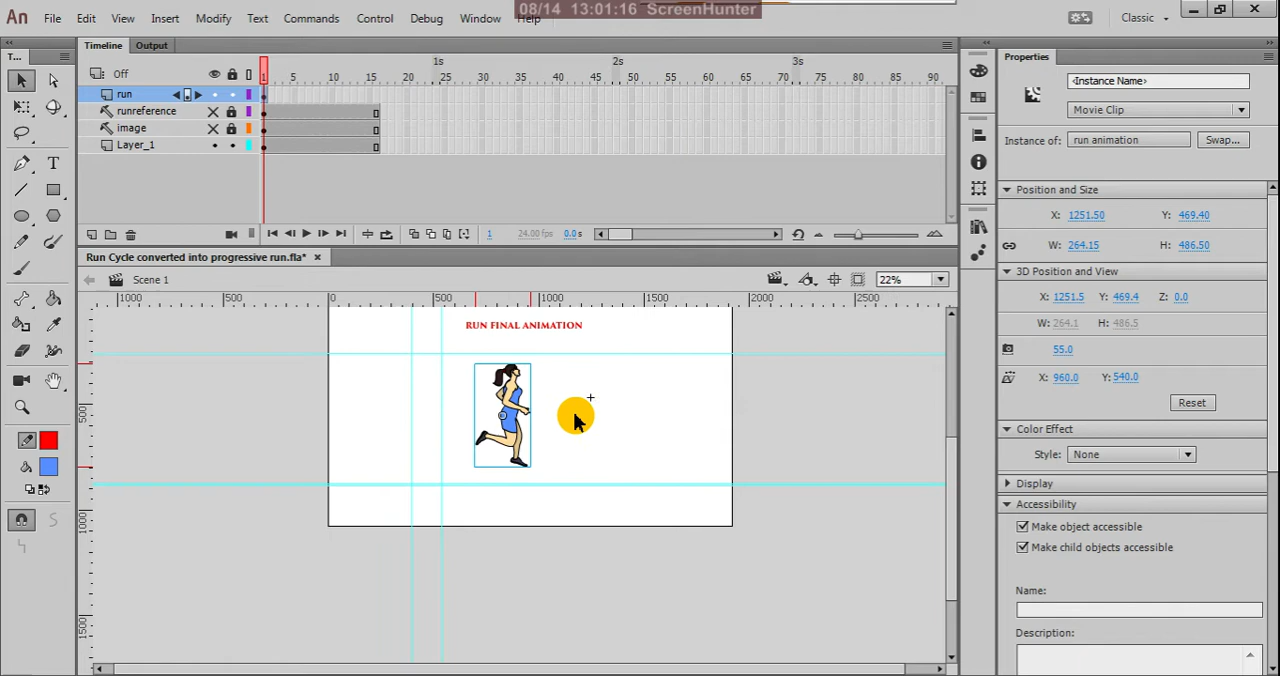 08/14 13:01:16 ScreenHunter
An File Edit View Insert Modify Text Commands Control Debug Window Help Classic
Timeline Output
T...
Properties
Off 1s 2s 3s
1 5 10 15 20 25 30 35 40 45 50 55 60 65 70 75 80 85 90
<Instance Name>
run
runreference
Movie Clip
image
Instance of: run animation Swap...
Layer_1
Position and Size
X: 1251.50 Y: 469.40
1 24.00 fps 0.0 s
W: 264.15 H: 486.50
Run Cycle converted into progressive run.fla* ×
3D Position and View
Scene 1 22%
X: 1251.5 Y: 469.4 Z: 0.0
1000 500 0 500 1000 1500 2000 2500
W: 264.1 H: 486.5
RUN FINAL ANIMATION
55.0
X: 960.0 Y: 540.0
Reset
500
Color Effect
Style: None
Display
Accessibility
1000
Make object accessible
Make child objects accessible
Name:
1500
Description: